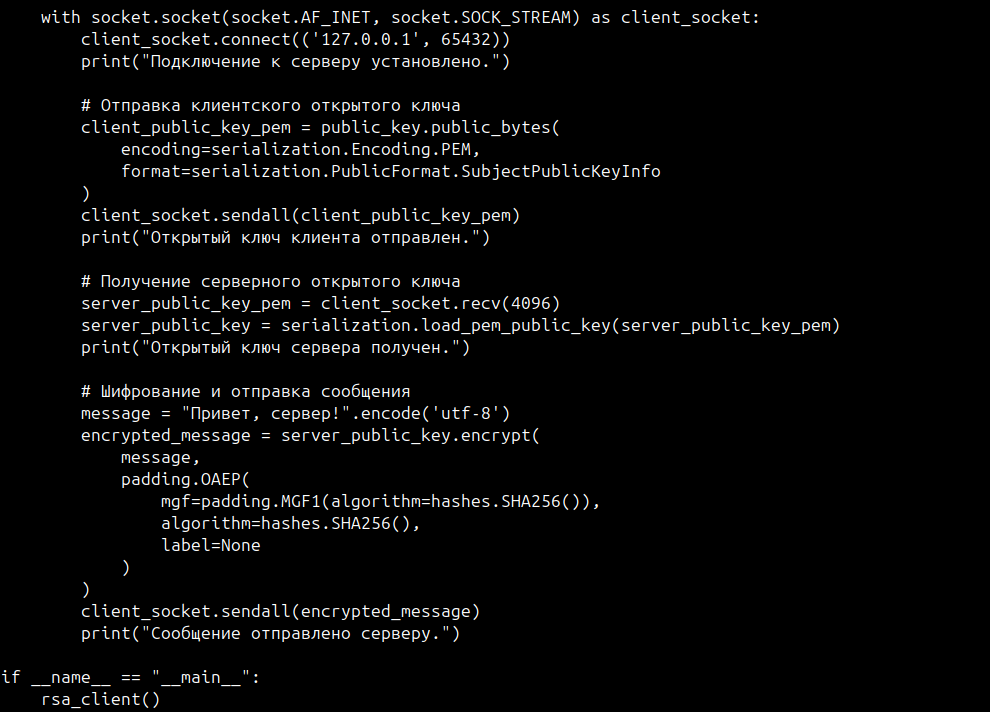 with socket.socket(socket.AF_INET, socket.SOCK_STREAM) as client_socket:
client_socket.connect(('127.0.0.1', 65432))
print("Подключение к серверу установлено.")
# Отправка клиентского открытого ключа
client_public_key_pem = public_key.public_bytes(
encoding=serialization.Encoding.PEM,
format=serialization.PublicFormat.SubjectPublicKeyInfo
)
client_socket.sendall(client_public_key_pem)
print("Открытый ключ клиента отправлен.")
# Получение серверного открытого ключа
server_public_key_pem = client_socket.recv(4096)
server_public_key = serialization.load_pem_public_key(server_public_key_pem)
print("Открытый ключ сервера получен.")
# Шифрование и отправка сообщения
message = "Привет, сервер!".encode('utf-8')
encrypted_message = server_public_key.encrypt(
message,
padding.OAEP(
mgf=padding.MGF1(algorithm=hashes.SHA256()),
algorithm=hashes.SHA256(),
label=None
)
)
client_socket.sendall(encrypted_message)
print("Сообщение отправлено серверу.")
if __name__ == "__main__":
rsa_client()